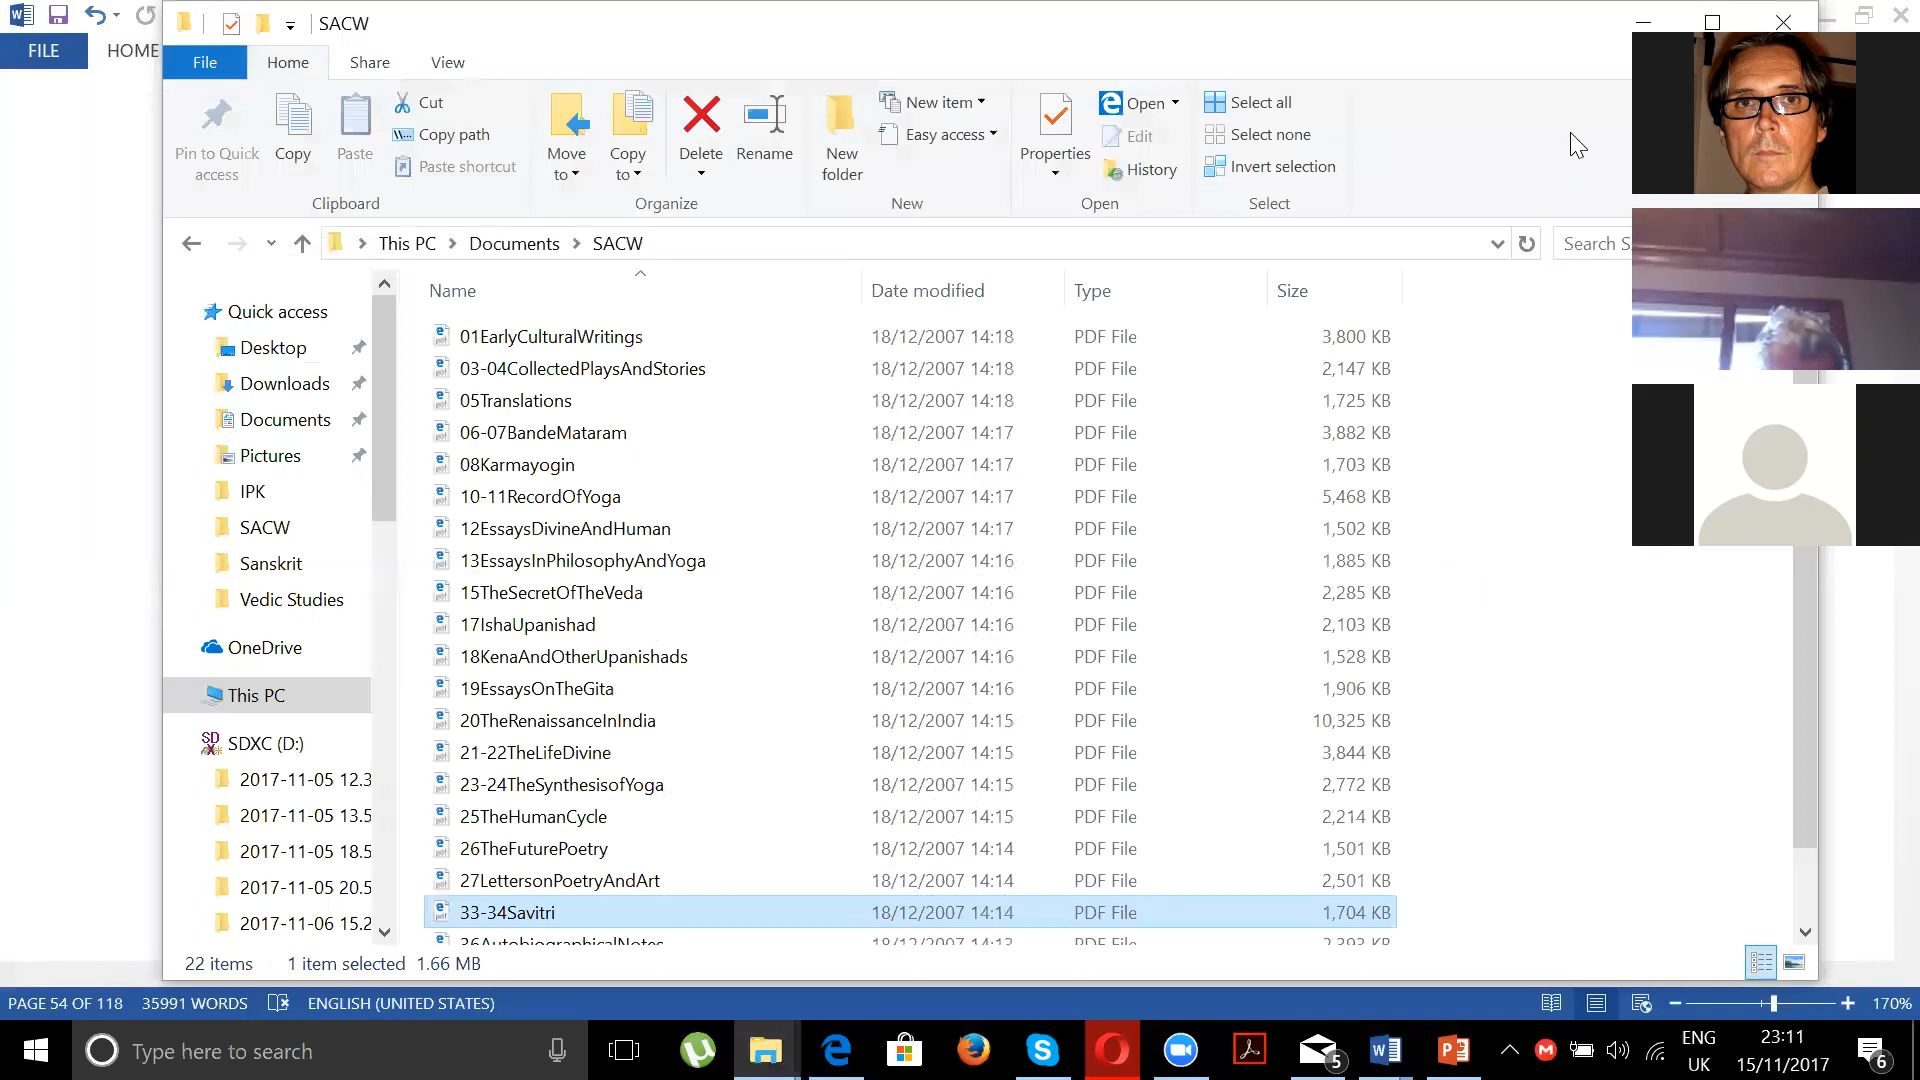 SACW
FILE
HOME
File
Home
Share
View
Pin to Quick access
Copy
Paste
Cut
Copy path
Paste shortcut
Clipboard
Move to
Copy to
Delete
Rename
Organize
New folder
New item
Easy access
New
Properties
Open
Edit
History
Open
Select all
Select none
Invert selection
Select
This PC > Documents > SACW
Search S
Name
Date modified
Type
Size
Quick access
Desktop
Downloads
Documents
Pictures
IPK
SACW
Sanskrit
Vedic Studies
OneDrive
This PC
SDXC (D:)
2017-11-05 12.3
2017-11-05 13.5
2017-11-05 18.5
2017-11-05 20.5
2017-11-06 15.2
01EarlyCulturalWritings 18/12/2007 14:18 PDF File 3,800 KB
03-04CollectedPlaysAndStories 18/12/2007 14:18 PDF File 2,147 KB
05Translations 18/12/2007 14:18 PDF File 1,725 KB
06-07BandeMataram 18/12/2007 14:17 PDF File 3,882 KB
08Karmayogin 18/12/2007 14:17 PDF File 1,703 KB
10-11RecordOfYoga 18/12/2007 14:17 PDF File 5,468 KB
12EssaysDivineAndHuman 18/12/2007 14:17 PDF File 1,502 KB
13EssaysInPhilosophyAndYoga 18/12/2007 14:16 PDF File 1,885 KB
15TheSecretOfTheVeda 18/12/2007 14:16 PDF File 2,285 KB
17IshaUpanishad 18/12/2007 14:16 PDF File 2,103 KB
18KenaAndOtherUpanishads 18/12/2007 14:16 PDF File 1,528 KB
19EssaysOnTheGita 18/12/2007 14:16 PDF File 1,906 KB
20TheRenaissanceInIndia 18/12/2007 14:15 PDF File 10,325 KB
21-22TheLifeDivine 18/12/2007 14:15 PDF File 3,844 KB
23-24TheSynthesisofYoga 18/12/2007 14:15 PDF File 2,772 KB
25TheHumanCycle 18/12/2007 14:15 PDF File 2,214 KB
26TheFuturePoetry 18/12/2007 14:14 PDF File 1,501 KB
27LettersonPoetryAndArt 18/12/2007 14:14 PDF File 2,501 KB
33-34Savitri 18/12/2007 14:14 PDF File 1,704 KB
36AutobiographicalNotes 18/12/2007 14:13 PDF File 2,393 KB
22 items 1 item selected 1.66 MB
PAGE 54 OF 118 35991 WORDS ENGLISH (UNITED STATES)
170%
Type here to search
5
ENG
UK
23:11
15/11/2017
6